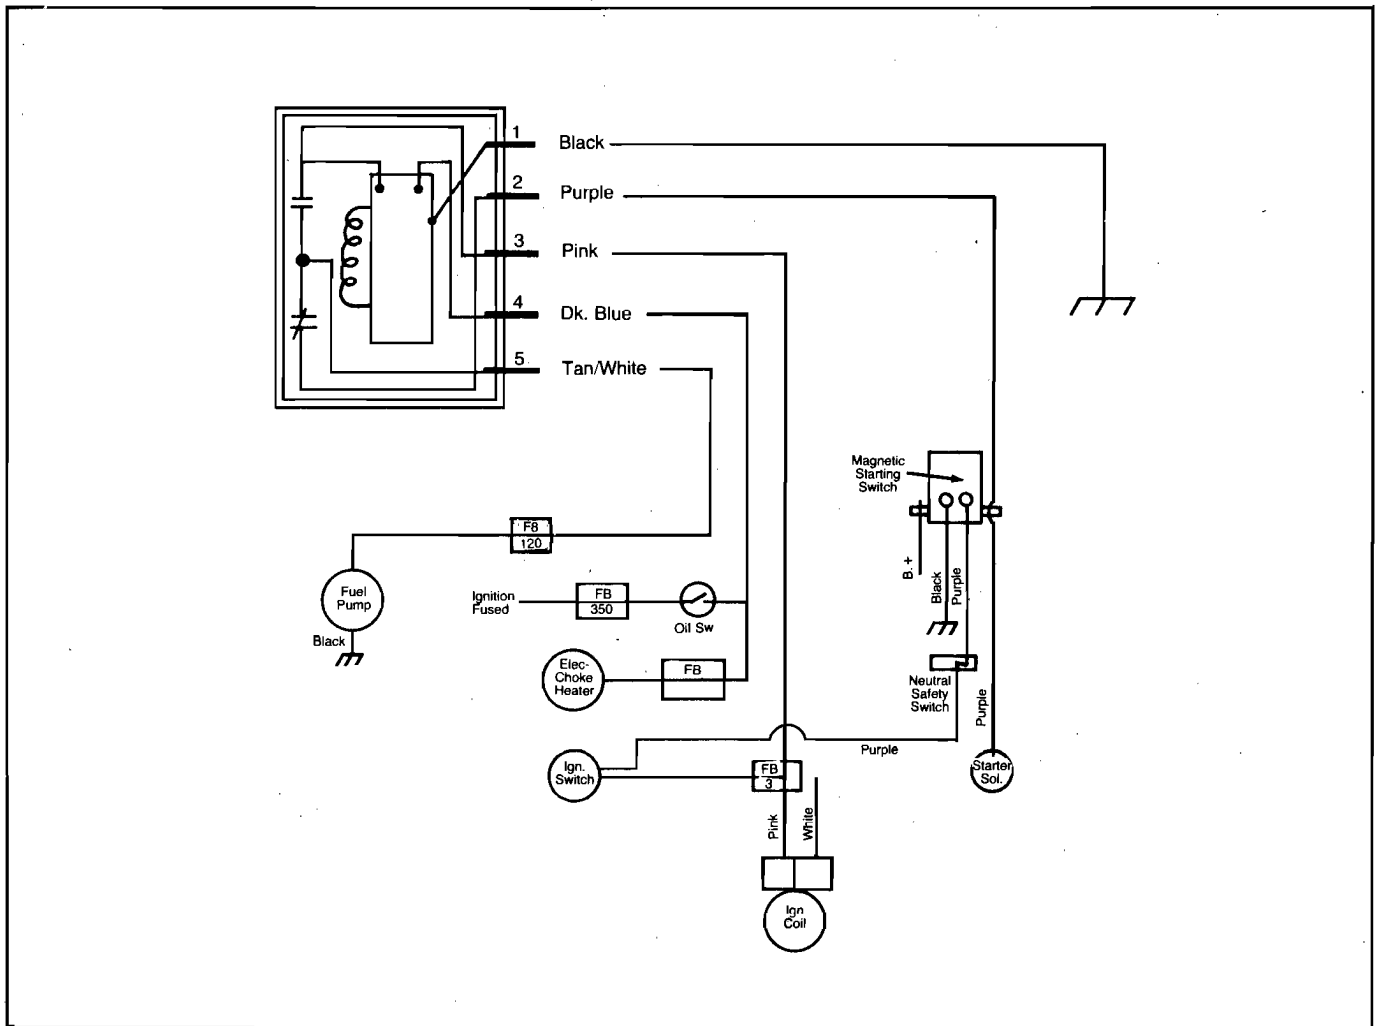 1
Black
2
Purple
3
Pink
4
Dk. Blue
5
Tan/White
Magnetic
Starting
Switch
B. +
Black
Purple
F8
120
Fuel
Pump
Black
Ignition
Fused
FB
350
Oil Sw
Elec-
Choke
Heater
FB
Neutral
Safety
Switch
Purple
Purple
Ign.
Switch
FB
3
Starter
Sol.
Pink
White
Ign
Coil